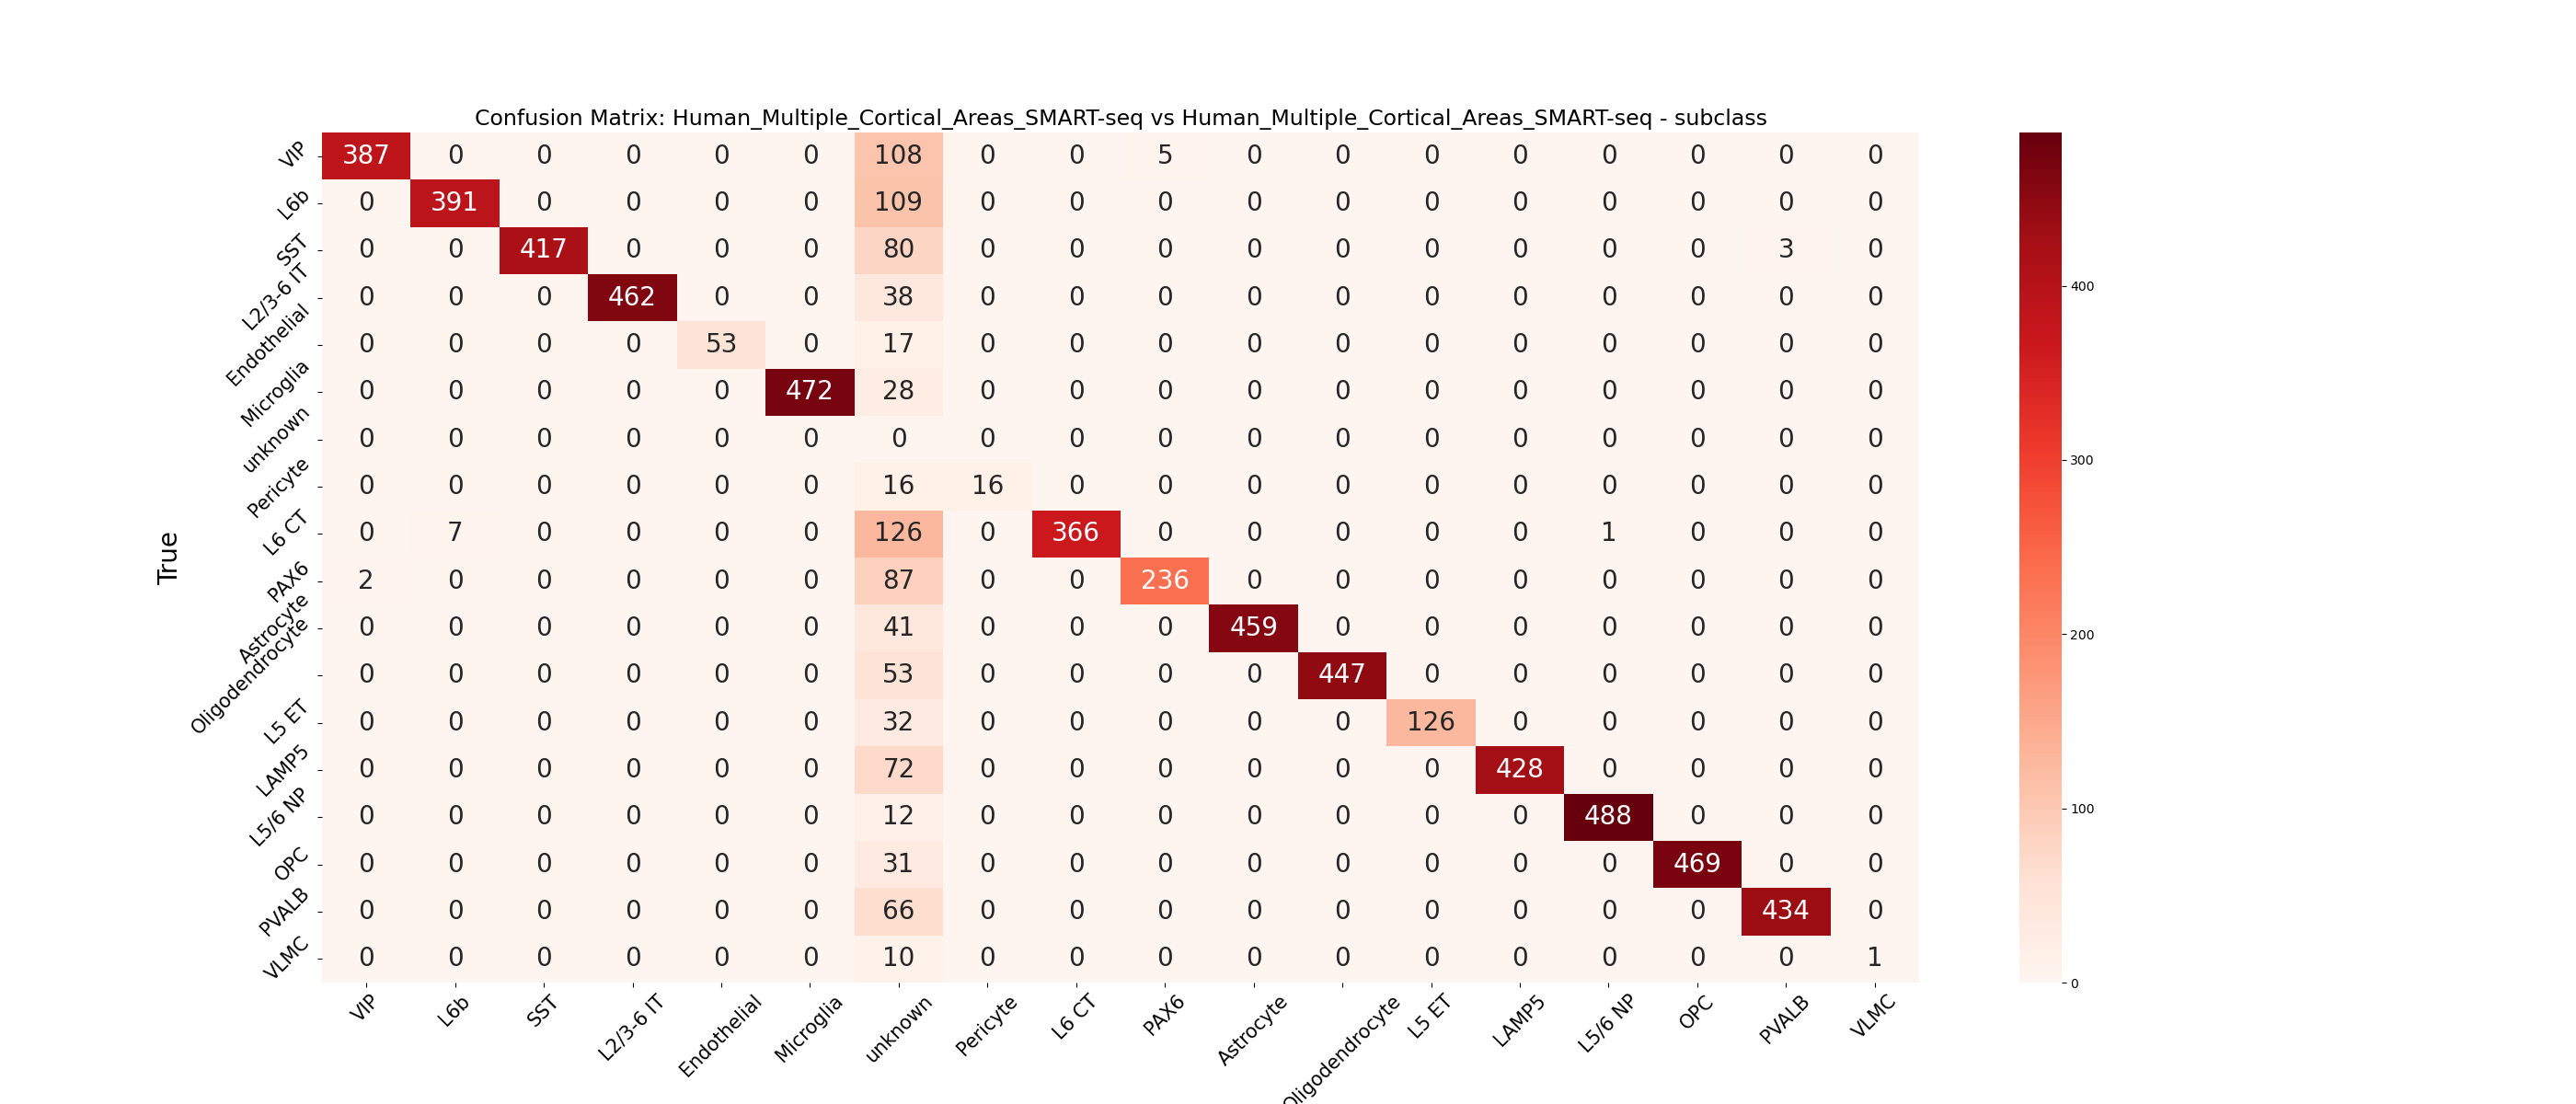 Confusion Matrix: Human_Multiple_Cortical_Areas_SMART-seq vs Human_Multiple_Cortical_Areas_SMART-seq - subclass
True
VIP 387 0 0 0 0 0 108 0 0 5 0 0 0 0 0 0 0 0
L6b 0 391 0 0 0 0 109 0 0 0 0 0 0 0 0 0 0 0
SST 0 0 417 0 0 0 80 0 0 0 0 0 0 0 0 0 3 0
L2/3-6 IT 0 0 0 462 0 0 38 0 0 0 0 0 0 0 0 0 0 0
Endothelial 0 0 0 0 53 0 17 0 0 0 0 0 0 0 0 0 0 0
Microglia 0 0 0 0 0 472 28 0 0 0 0 0 0 0 0 0 0 0
unknown 0 0 0 0 0 0 0 0 0 0 0 0 0 0 0 0 0 0
Pericyte 0 0 0 0 0 0 16 16 0 0 0 0 0 0 0 0 0 0
L6 CT 0 7 0 0 0 0 126 0 366 0 0 0 0 0 1 0 0 0
PAX6 2 0 0 0 0 0 87 0 0 236 0 0 0 0 0 0 0 0
Astrocyte 0 0 0 0 0 0 41 0 0 0 459 0 0 0 0 0 0 0
Oligodendrocyte 0 0 0 0 0 0 53 0 0 0 0 447 0 0 0 0 0 0
L5 ET 0 0 0 0 0 0 32 0 0 0 0 0 126 0 0 0 0 0
LAMP5 0 0 0 0 0 0 72 0 0 0 0 0 0 428 0 0 0 0
L5/6 NP 0 0 0 0 0 0 12 0 0 0 0 0 0 0 488 0 0 0
OPC 0 0 0 0 0 0 31 0 0 0 0 0 0 0 0 469 0 0
PVALB 0 0 0 0 0 0 66 0 0 0 0 0 0 0 0 0 434 0
VLMC 0 0 0 0 0 0 10 0 0 0 0 0 0 0 0 0 0 1
VIP L6b SST L2/3-6 IT Endothelial Microglia unknown Pericyte L6 CT PAX6 Astrocyte Oligodendrocyte L5 ET LAMP5 L5/6 NP OPC PVALB VLMC
400
300
200
100
0